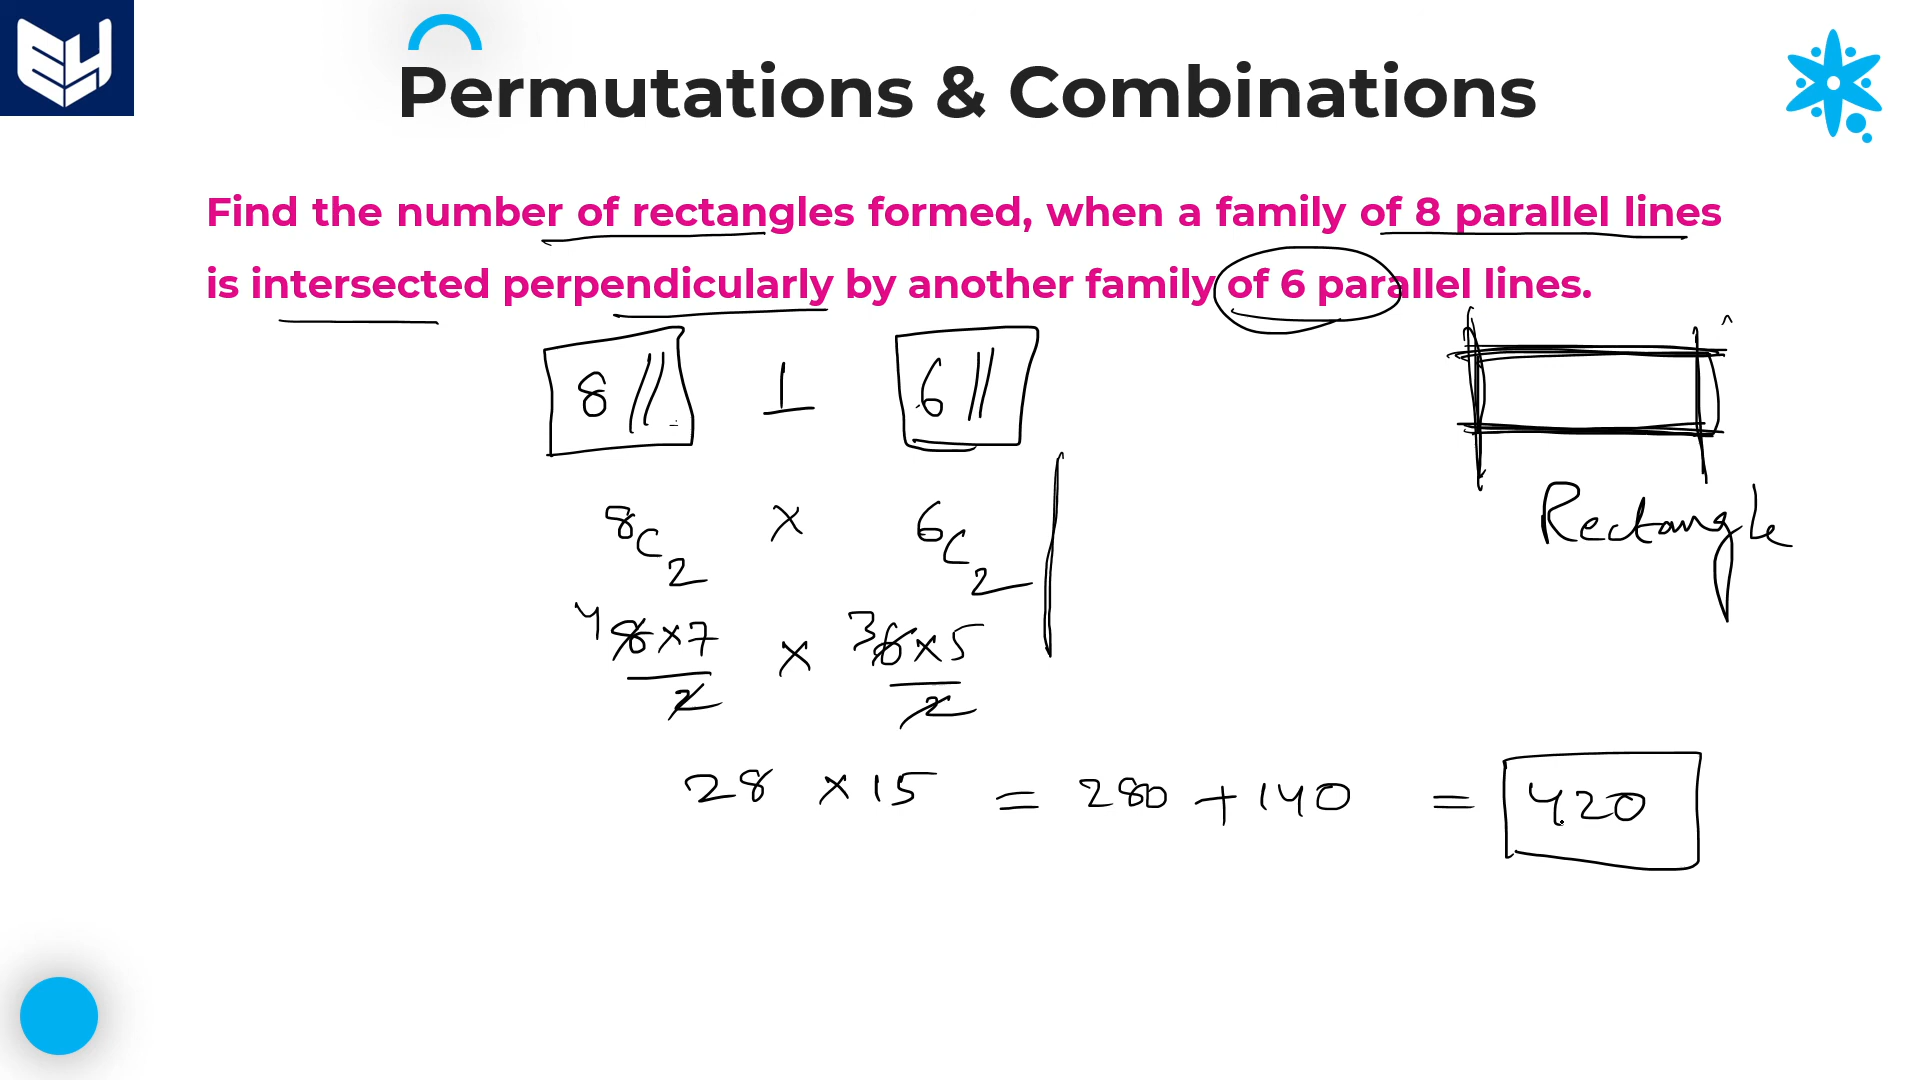 Permutations & Combinations
Find the number of rectangles formed, when a family of 8 parallel lines
is intersected perpendicularly by another family of 6 parallel lines.
8 // ⊥ 6 //
8C2 × 6C2
Rectangle
4 8×7/2 × 3 6×5/2
28 × 15 = 280 + 140 = 420